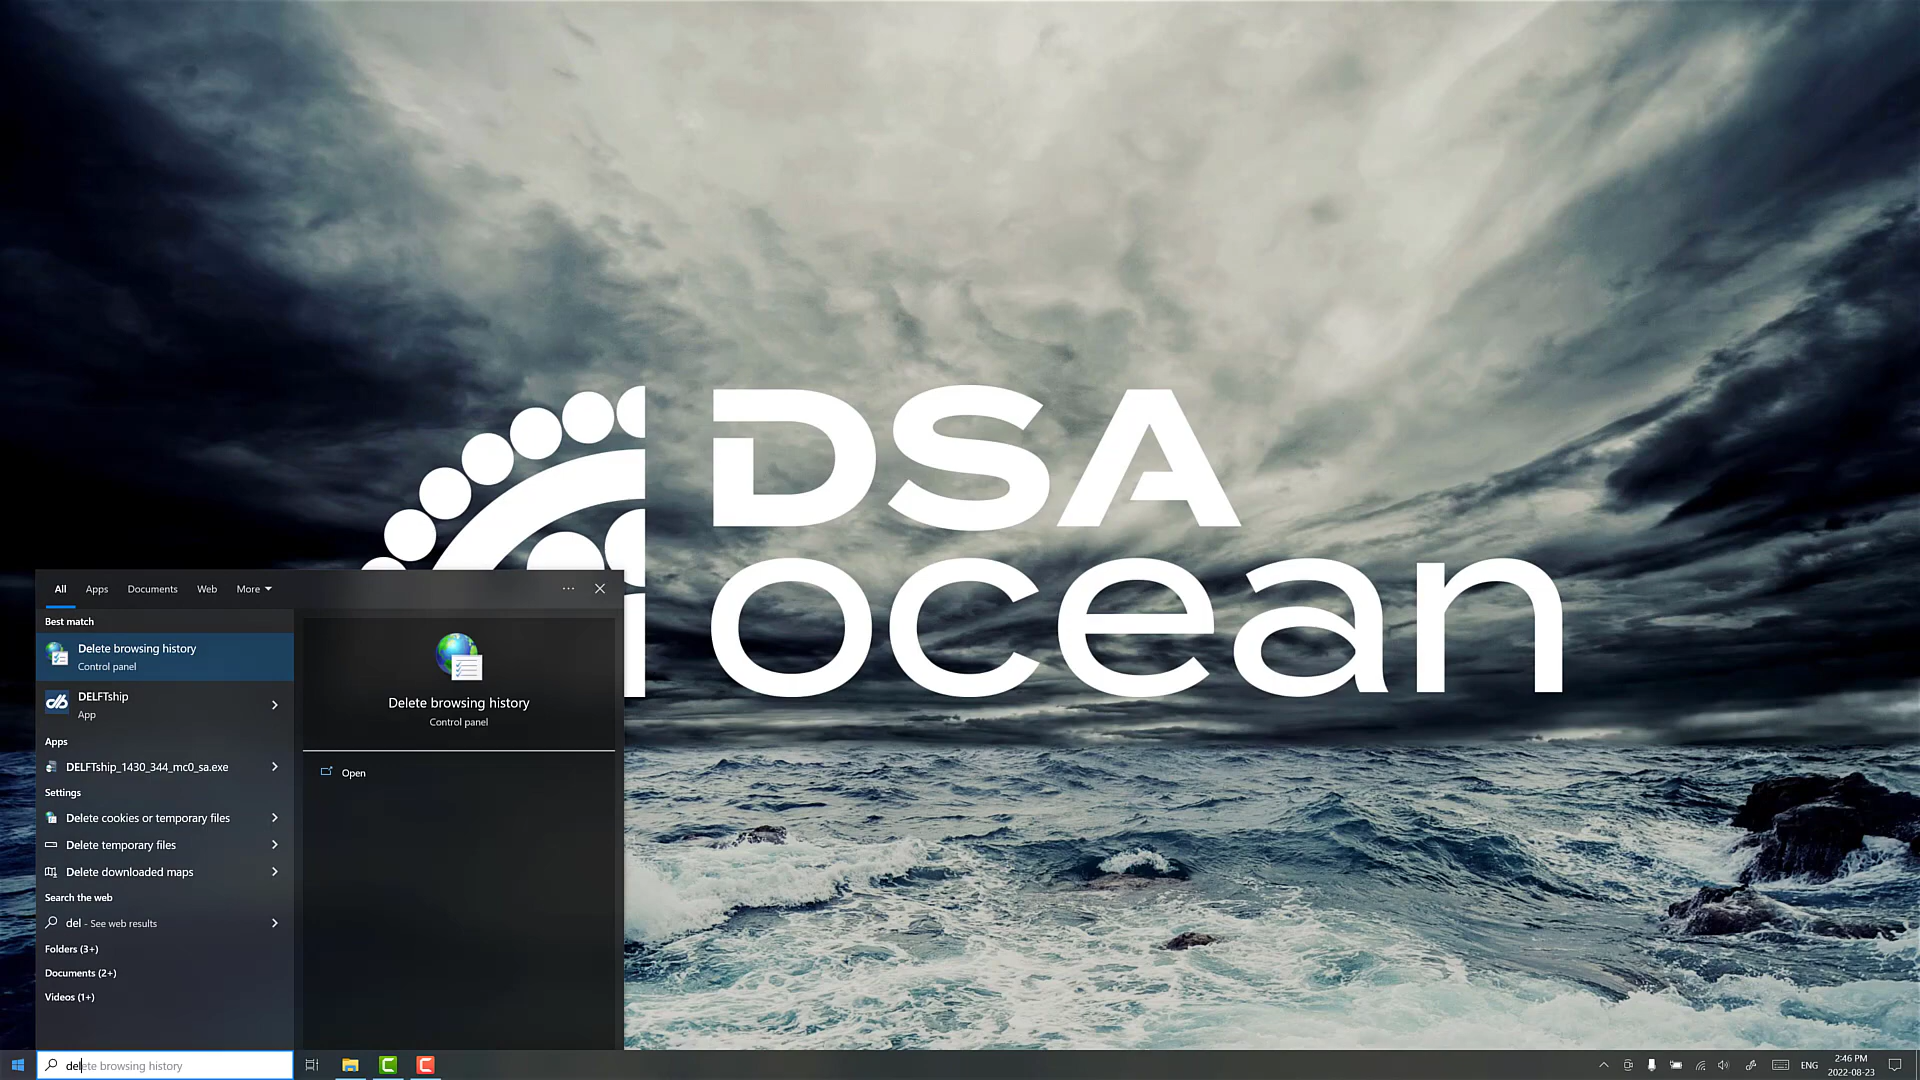 DSA
ocean
All
Apps
Documents
Web
More
Best match
Delete browsing history
Control panel
DELFTship
App
Apps
DELFTship_1430_344_mc0_sa.exe
Settings
Delete cookies or temporary files
Delete temporary files
Delete downloaded maps
Search the web
del - See web results
Folders (3+)
Documents (2+)
Videos (1+)
Delete browsing history
Control panel
Open
delete browsing history
ENG
2:46 PM
2022-08-23